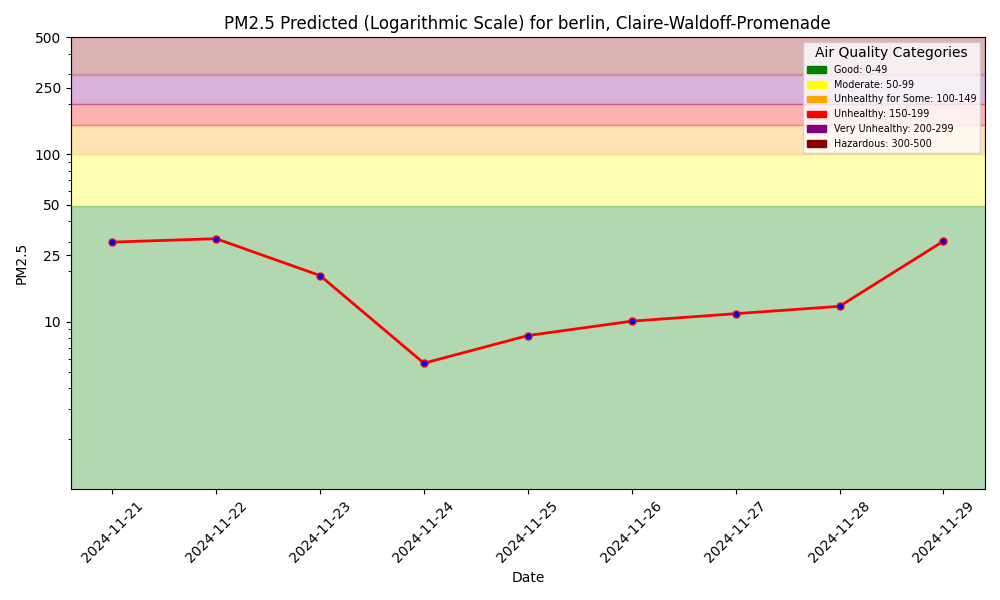 PM2.5 Predicted (Logarithmic Scale) for berlin, Claire-Waldoff-Promenade
500
250
100
50
25
10
PM2.5
Air Quality Categories
Good: 0-49
Moderate: 50-99
Unhealthy for Some: 100-149
Unhealthy: 150-199
Very Unhealthy: 200-299
Hazardous: 300-500
2024-11-21
2024-11-22
2024-11-23
2024-11-24
2024-11-25
2024-11-26
2024-11-27
2024-11-28
2024-11-29
Date